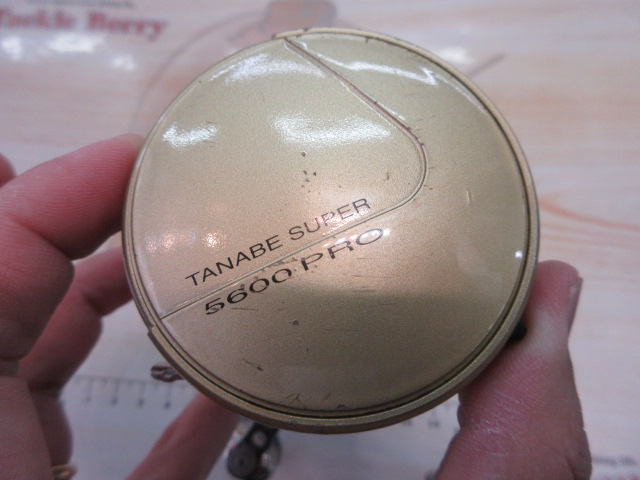 Tackle Berry
TANABE SUPER
5600 PRO